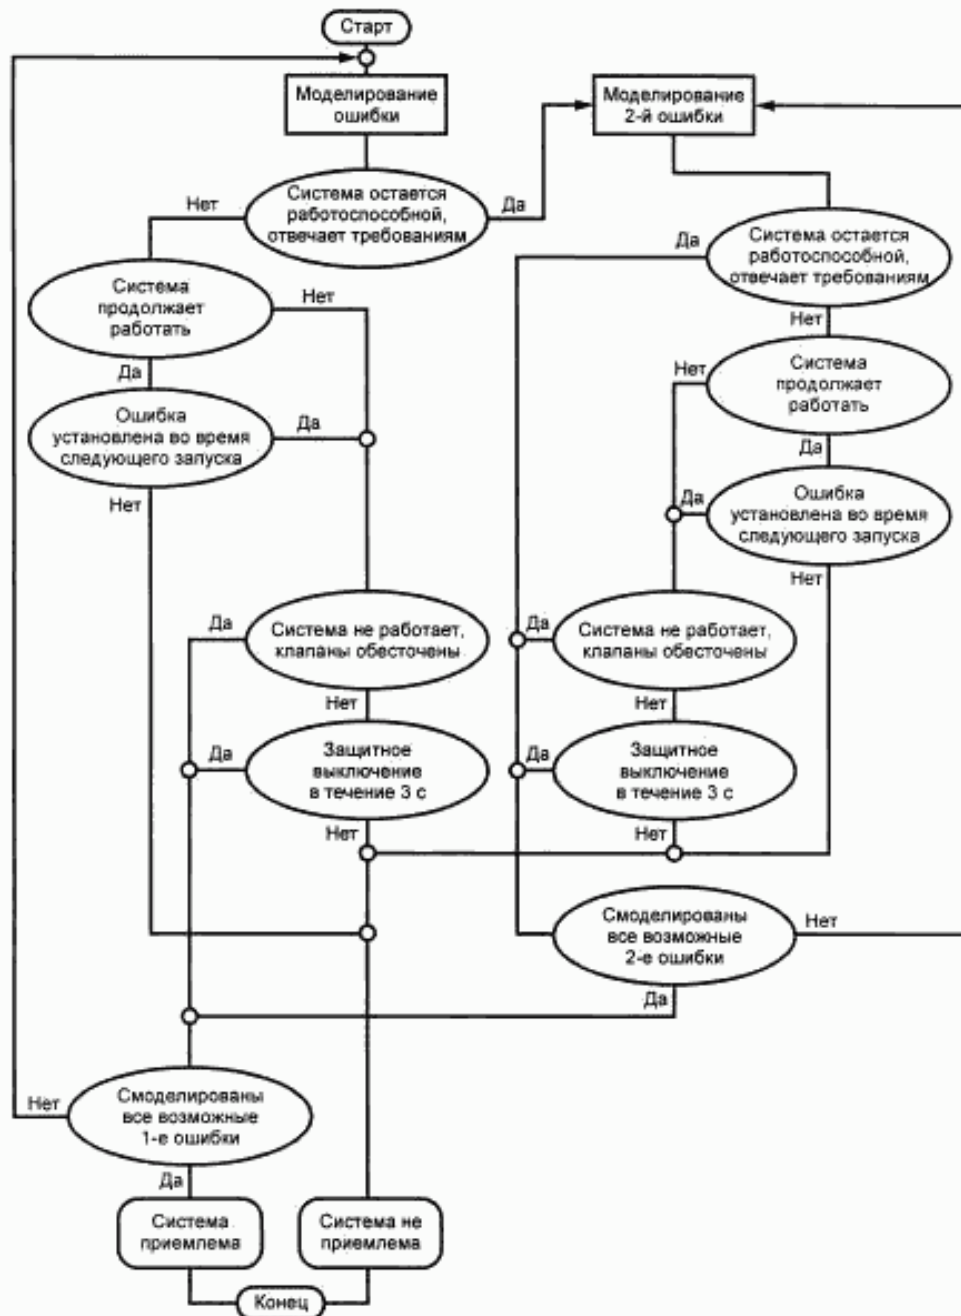 Старт
Моделирование
ошибки
Моделирование
2-й ошибки
Система остается
работоспособной,
отвечает требованиям
Нет
Да
Система остается
работоспособной,
отвечает требованиям
Да
Нет
Система
продолжает
работать
Нет
Да
Система
продолжает
работать
Нет
Да
Ошибка
установлена во время
следующего запуска
Да
Нет
Ошибка
установлена во время
следующего запуска
Да
Нет
Система не работает,
клапаны обесточены
Да
Нет
Система не работает,
клапаны обесточены
Да
Нет
Защитное
выключение
в течение 3 с
Да
Нет
Защитное
выключение
в течение 3 с
Да
Нет
Смоделированы
все возможные
2-е ошибки
Нет
Да
Смоделированы
все возможные
1-е ошибки
Нет
Да
Система
приемлема
Система не
приемлема
Конец